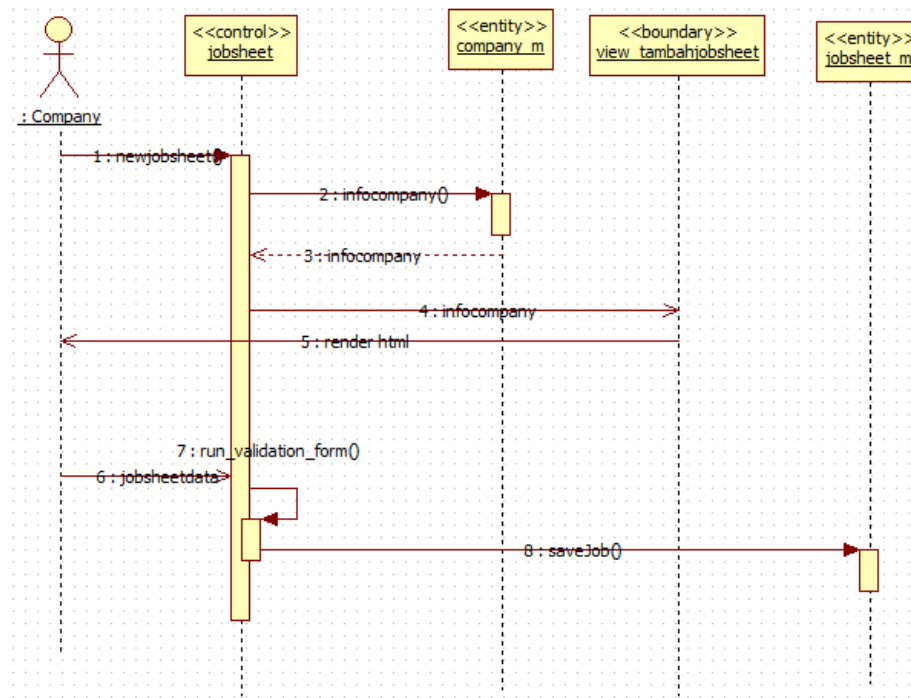 <<control>>
jobsheet
<<entity>>
company_m
<<boundary>>
view_tambahjobsheet
<<entity>>
jobsheet_m
: Company
1 : newjobsheet()
2 : infocompany()
3 : infocompany
4 : infocompany
5 : render html
7 : run_validation_form()
6 : jobsheetdata
8 : saveJob()